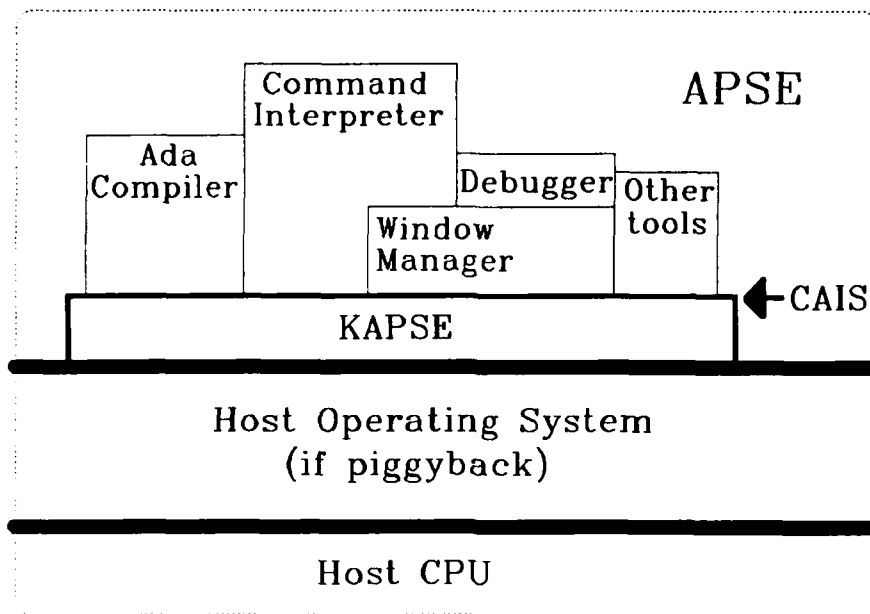 APSE
Command
Interpreter
Ada
Compiler
Debugger
Other
tools
Window
Manager
CAIS
KAPSE
Host Operating System
(if piggyback)
Host CPU